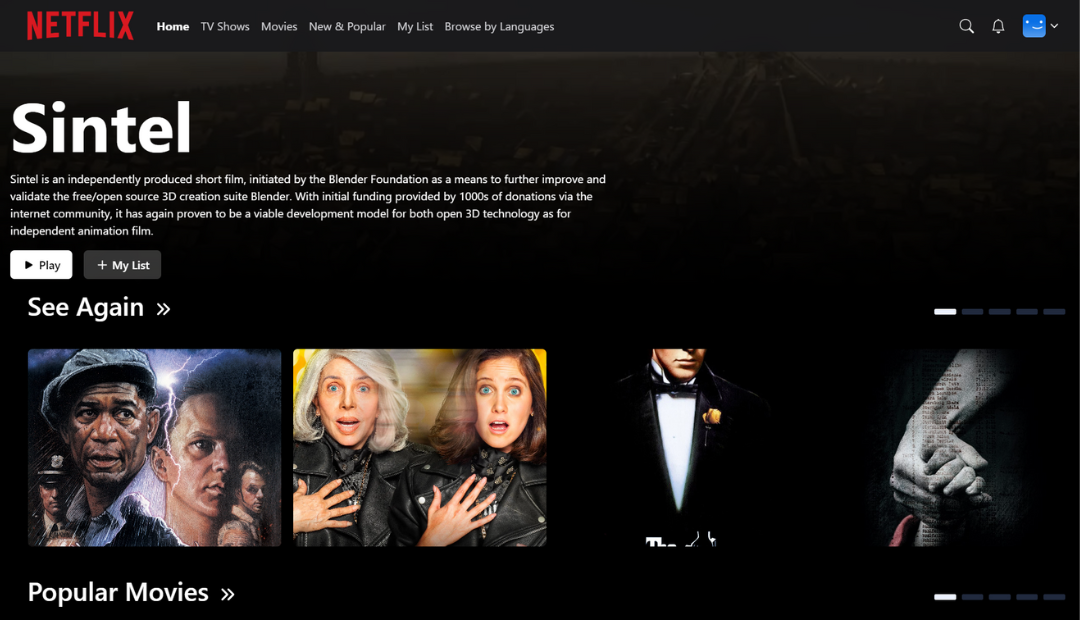 NETFLIX Home TV Shows Movies New & Popular My List Browse by Languages
Sintel
Sintel is an independently produced short film, initiated by the Blender Foundation as a means to further improve and
validate the free/open source 3D creation suite Blender. With initial funding provided by 1000s of donations via the
internet community, it has again proven to be a viable development model for both open 3D technology as for
independent animation film.
Play My List
See Again
The
Popular Movies